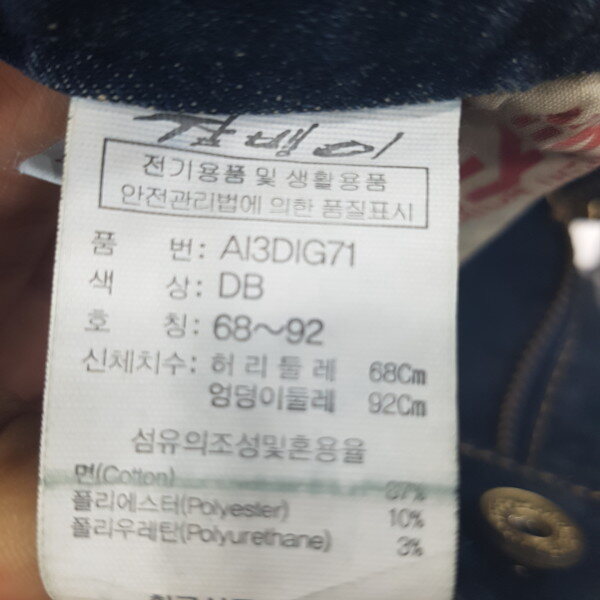 전기용품 및 생활용품
안전관리법에 의한 품질표시
품 번: AI3DIG71
색 상: DB
호 칭: 68~92
신체치수: 허리둘레 68Cm
엉덩이둘레 92Cm
섬유의조성및혼용율
면(Cotton) 87%
폴리에스터(Polyester) 10%
폴리우레탄(Polyurethane) 3%